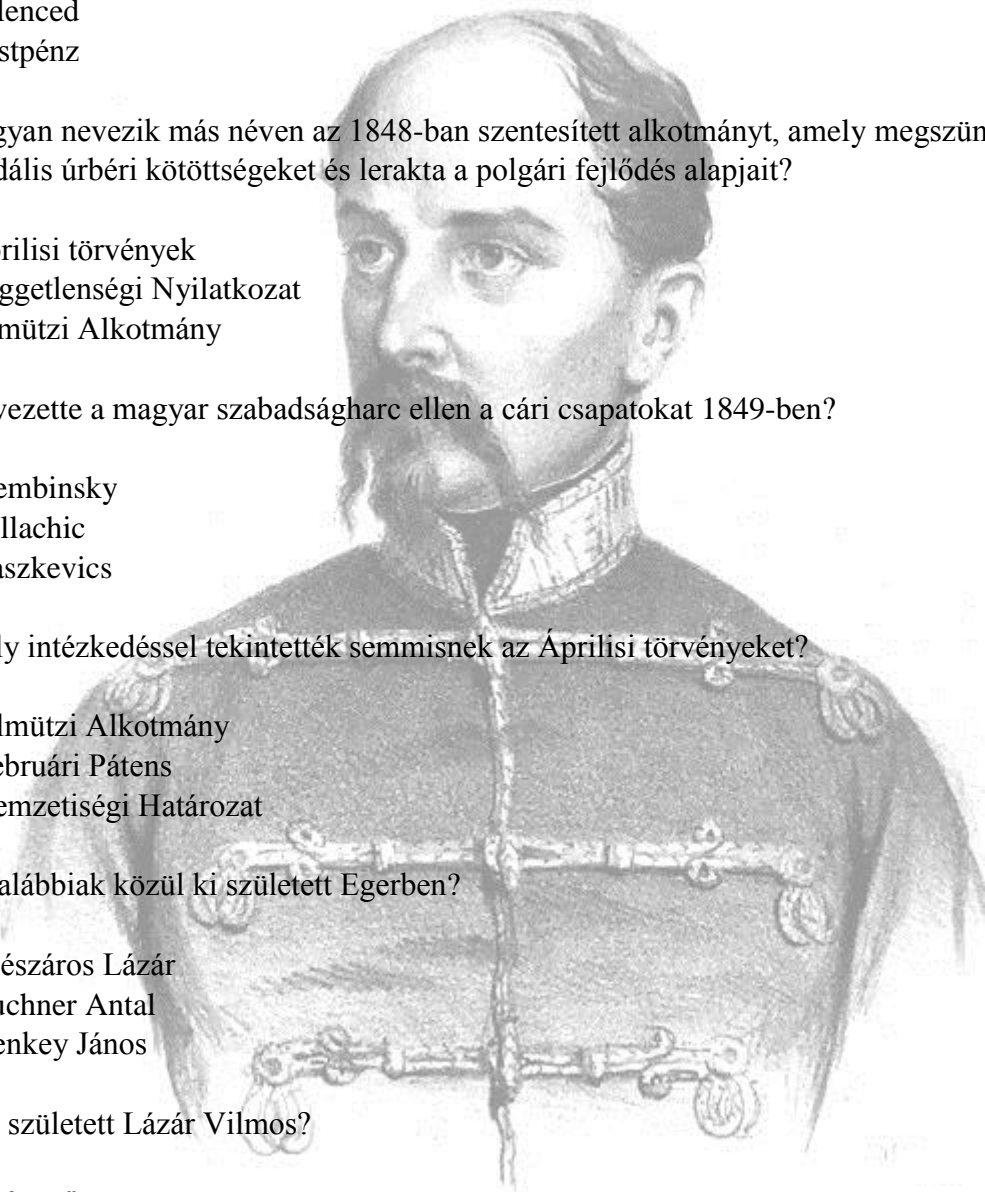 lenced
stpénz
gyan nevezik más néven az 1848-ban szentesített alkotmányt, amely megszün
dális úrbéri kötöttségeket és lerakta a polgári fejlődés alapjait?
rilisi törvények
ggetlenségi Nyilatkozat
mützi Alkotmány
vezette a magyar szabadságharc ellen a cári csapatokat 1849-ben?
embinsky
llachic
aszkevics
ly intézkedéssel tekintették semmisnek az Áprilisi törvényeket?
lmützi Alkotmány
ebruári Pátens
emzetiségi Határozat
alábbiak közül ki született Egerben?
észáros Lázár
uchner Antal
enkey János
született Lázár Vilmos?